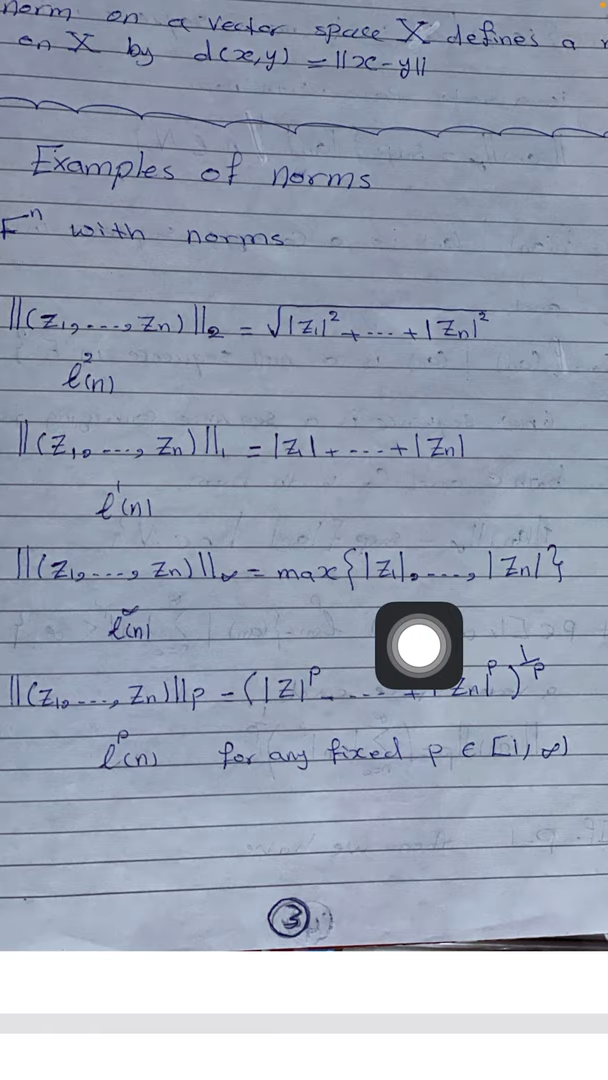 norm on a vector space X defines a
on X by d(x,y) = ||x-y||
Examples of norms
Fⁿ with norms
||(z₁, ..., zₙ)||₂ = √|z₁|² + ... + |zₙ|²
ℓ²(n)
||(z₁, ..., zₙ)||₁ = |z₁| + ... + |zₙ|
ℓ¹(n)
||(z₁, ..., zₙ)||∞ = max{|z₁|, ..., |zₙ|}
ℓ^∞(n)
||(z₁, ..., zₙ)||p = (|z|^p ... + |zₙ|^p)^{1/p}
ℓ^p(n) for any fixed p ∈ [1, ∞)
3